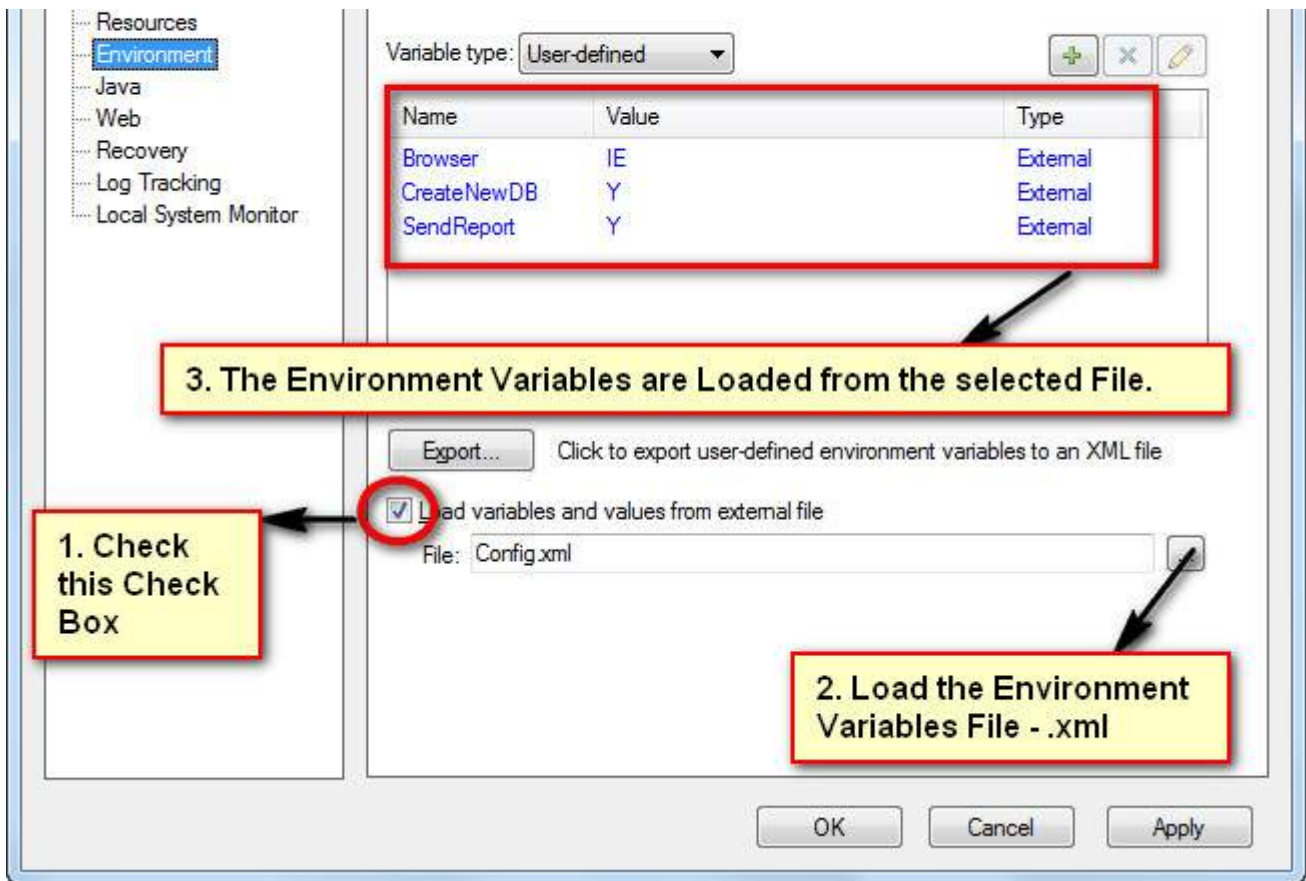 Resources
Environment
Java
Web
Recovery
Log Tracking
Local System Monitor
Variable type: User-defined
Name Value Type
Browser IE External
CreateNewDB Y External
SendReport Y External
3. The Environment Variables are Loaded from the selected File.
Export... Click to export user-defined environment variables to an XML file
Load variables and values from external file
File: Config.xml
...
1. Check
this Check
Box
2. Load the Environment
Variables File - .xml
OK Cancel Apply